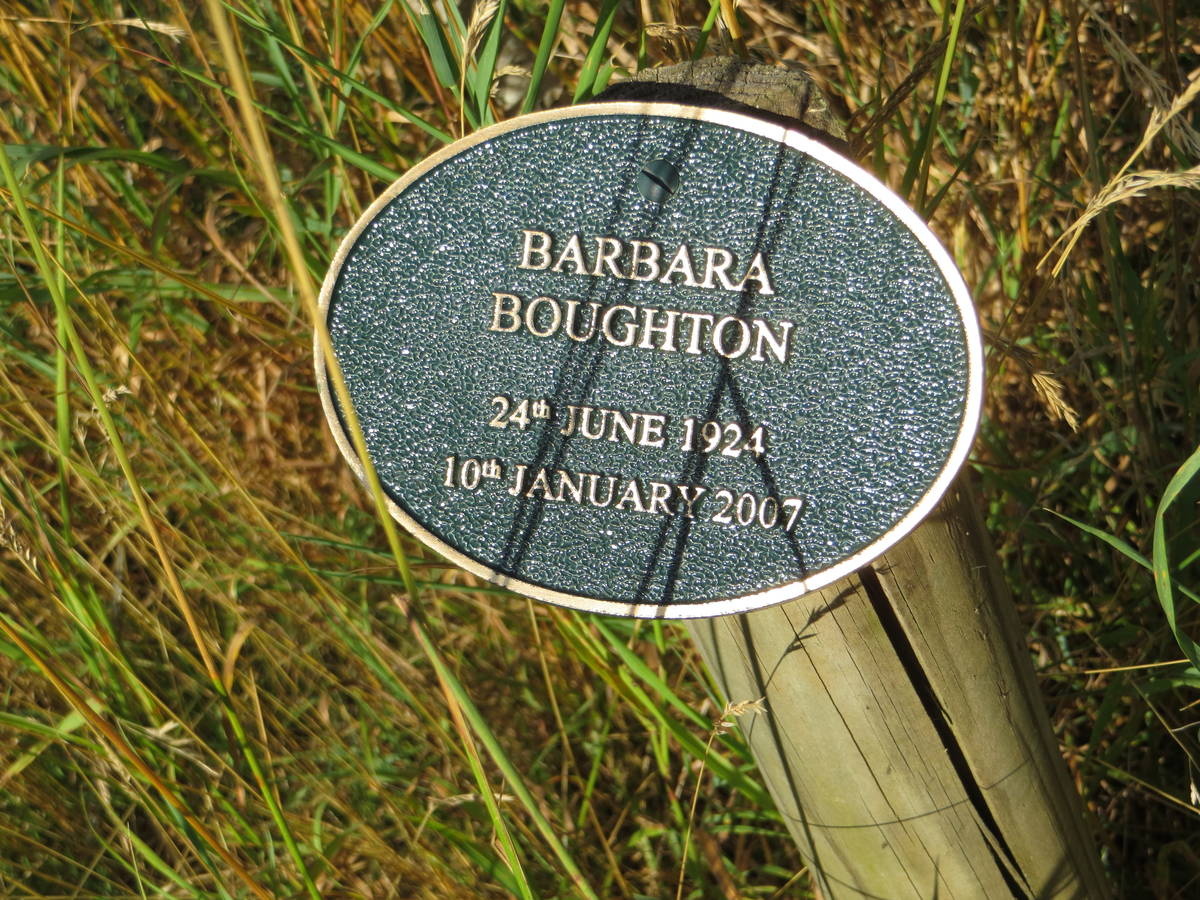 BARBARA
BOUGHTON
24th JUNE 1924
10th JANUARY 2007